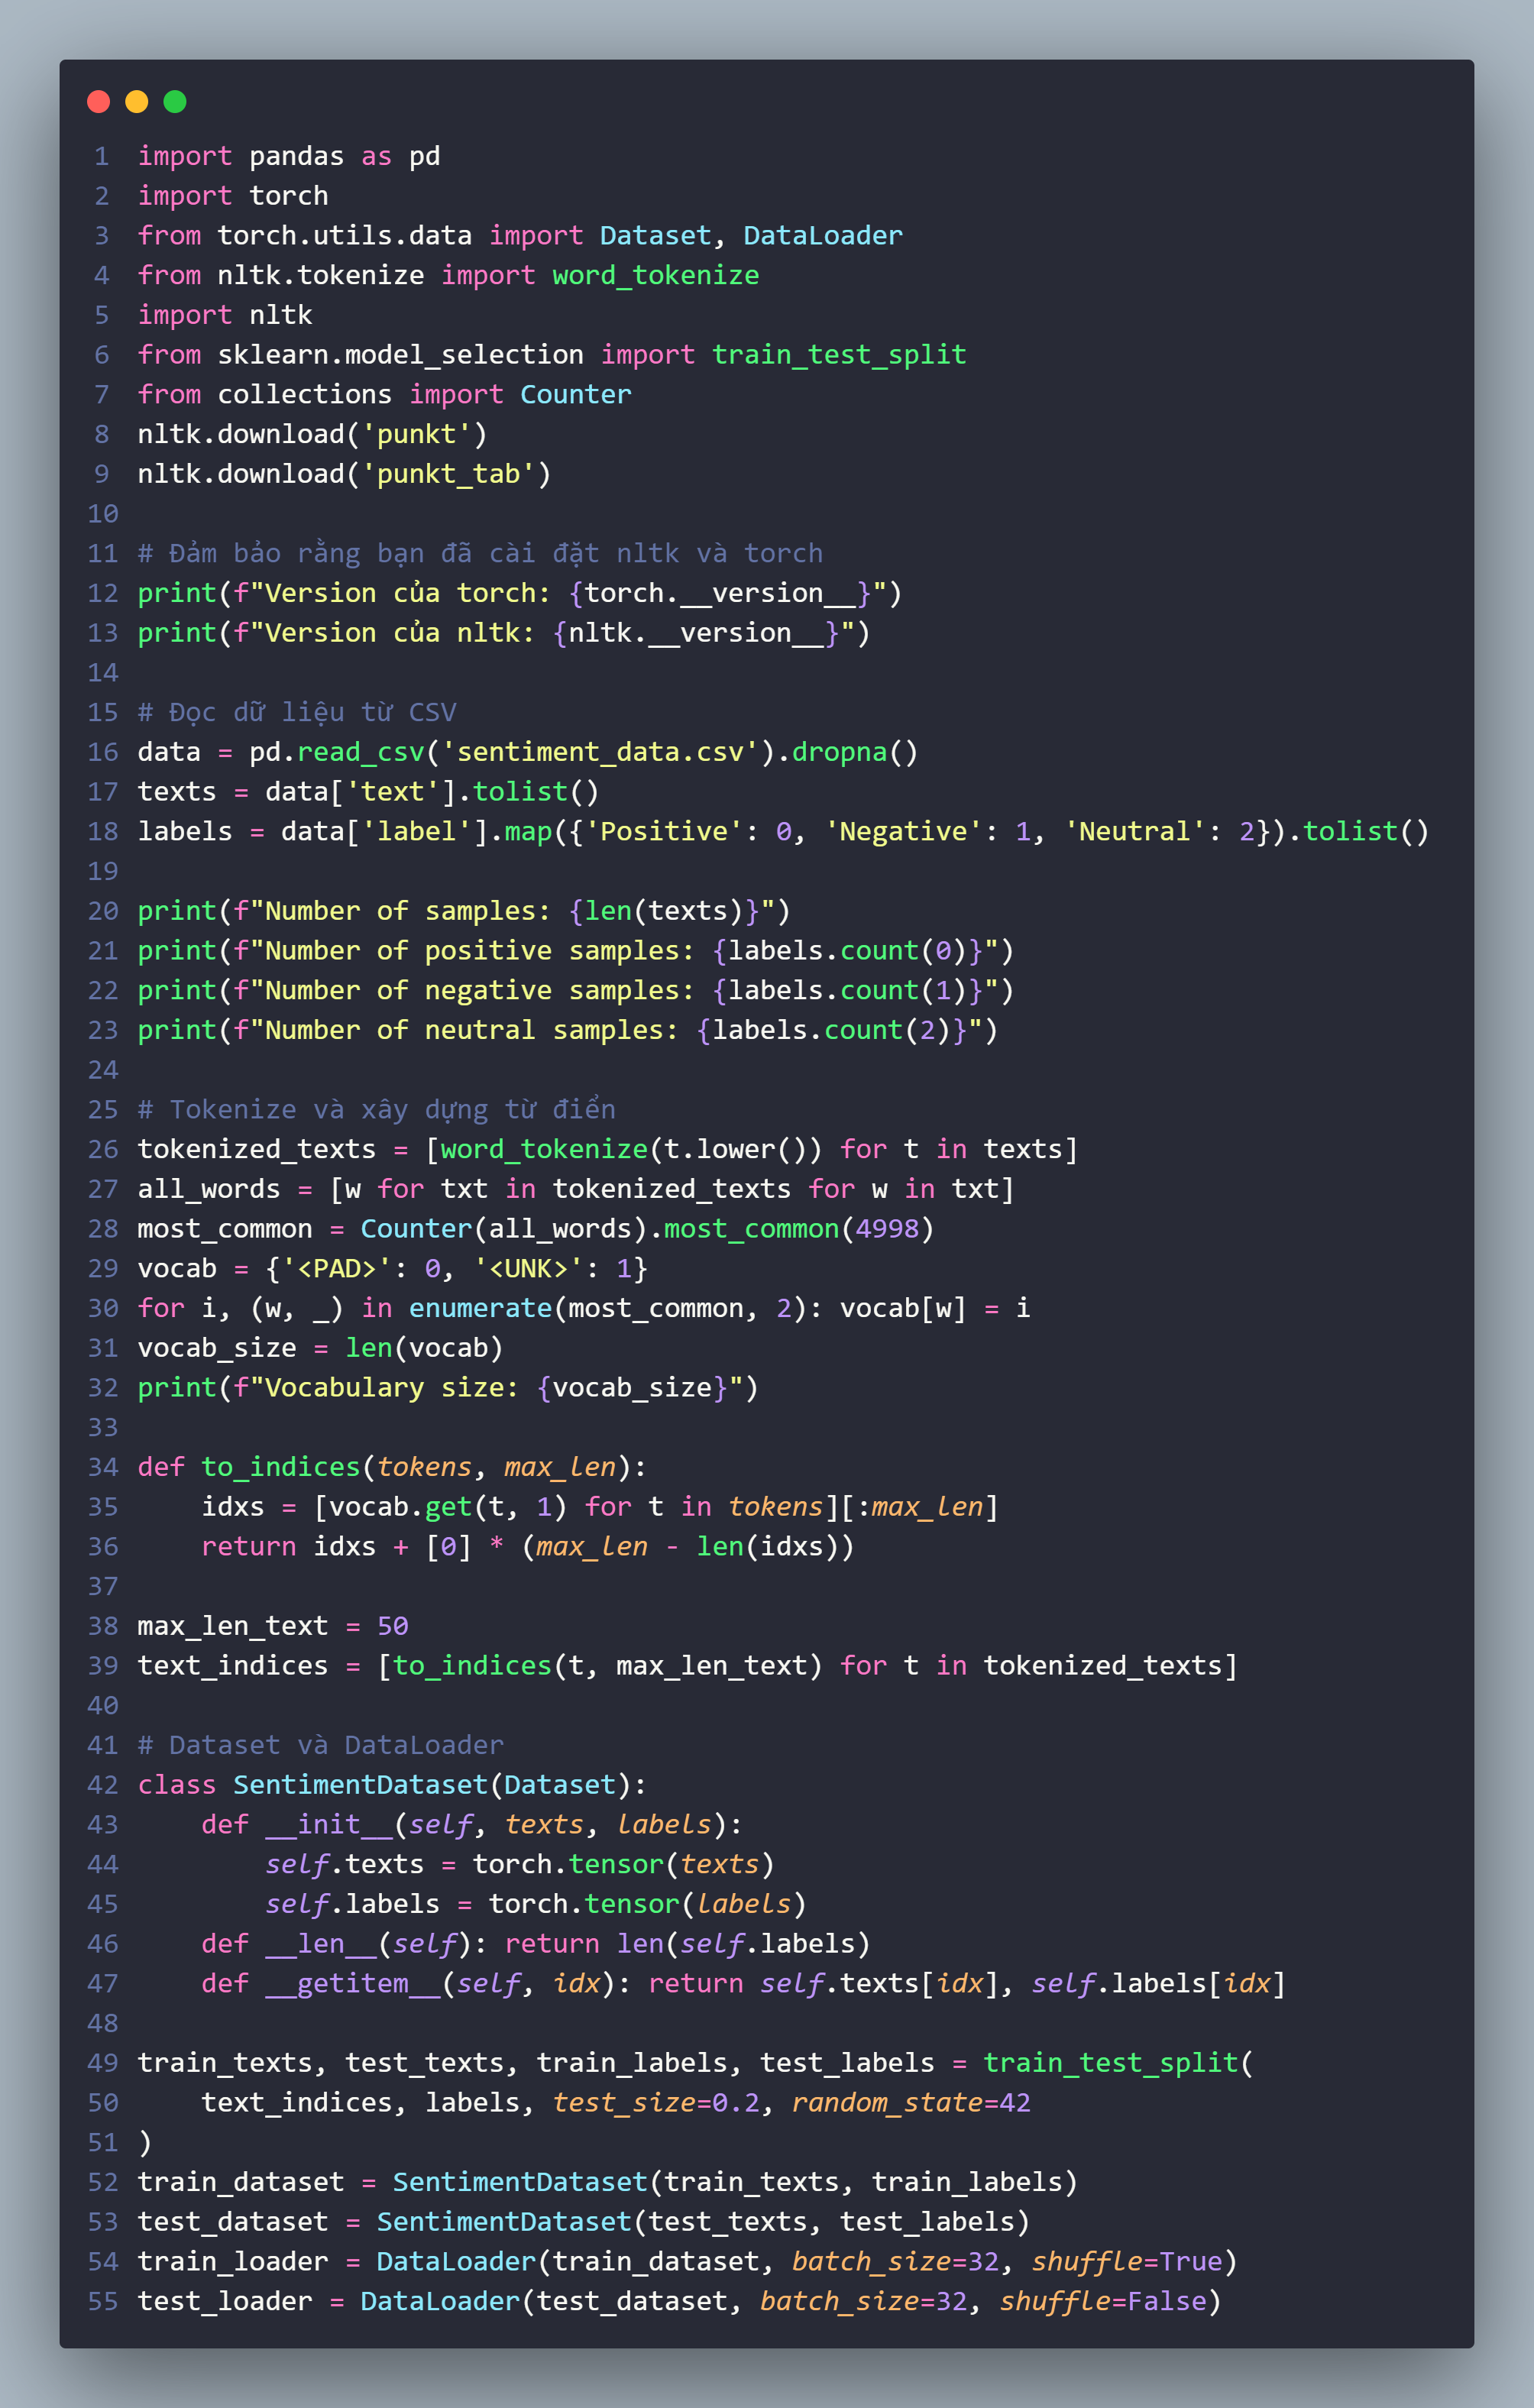 1 import pandas as pd
2 import torch
3 from torch.utils.data import Dataset, DataLoader
4 from nltk.tokenize import word_tokenize
5 import nltk
6 from sklearn.model_selection import train_test_split
7 from collections import Counter
8 nltk.download('punkt')
9 nltk.download('punkt_tab')
10
11 # Đảm bảo rằng bạn đã cài đặt nltk và torch
12 print(f"Version của torch: {torch.__version__}")
13 print(f"Version của nltk: {nltk.__version__}")
14
15 # Đọc dữ liệu từ CSV
16 data = pd.read_csv('sentiment_data.csv').dropna()
17 texts = data['text'].tolist()
18 labels = data['label'].map({'Positive': 0, 'Negative': 1, 'Neutral': 2}).tolist()
19
20 print(f"Number of samples: {len(texts)}")
21 print(f"Number of positive samples: {labels.count(0)}")
22 print(f"Number of negative samples: {labels.count(1)}")
23 print(f"Number of neutral samples: {labels.count(2)}")
24
25 # Tokenize và xây dựng từ điển
26 tokenized_texts = [word_tokenize(t.lower()) for t in texts]
27 all_words = [w for txt in tokenized_texts for w in txt]
28 most_common = Counter(all_words).most_common(4998)
29 vocab = {'<PAD>': 0, '<UNK>': 1}
30 for i, (w, _) in enumerate(most_common, 2): vocab[w] = i
31 vocab_size = len(vocab)
32 print(f"Vocabulary size: {vocab_size}")
33
34 def to_indices(tokens, max_len):
35     idxs = [vocab.get(t, 1) for t in tokens][:max_len]
36     return idxs + [0] * (max_len - len(idxs))
37
38 max_len_text = 50
39 text_indices = [to_indices(t, max_len_text) for t in tokenized_texts]
40
41 # Dataset và DataLoader
42 class SentimentDataset(Dataset):
43     def __init__(self, texts, labels):
44         self.texts = torch.tensor(texts)
45         self.labels = torch.tensor(labels)
46     def __len__(self): return len(self.labels)
47     def __getitem__(self, idx): return self.texts[idx], self.labels[idx]
48
49 train_texts, test_texts, train_labels, test_labels = train_test_split(
50     text_indices, labels, test_size=0.2, random_state=42
51 )
52 train_dataset = SentimentDataset(train_texts, train_labels)
53 test_dataset = SentimentDataset(test_texts, test_labels)
54 train_loader = DataLoader(train_dataset, batch_size=32, shuffle=True)
55 test_loader = DataLoader(test_dataset, batch_size=32, shuffle=False)